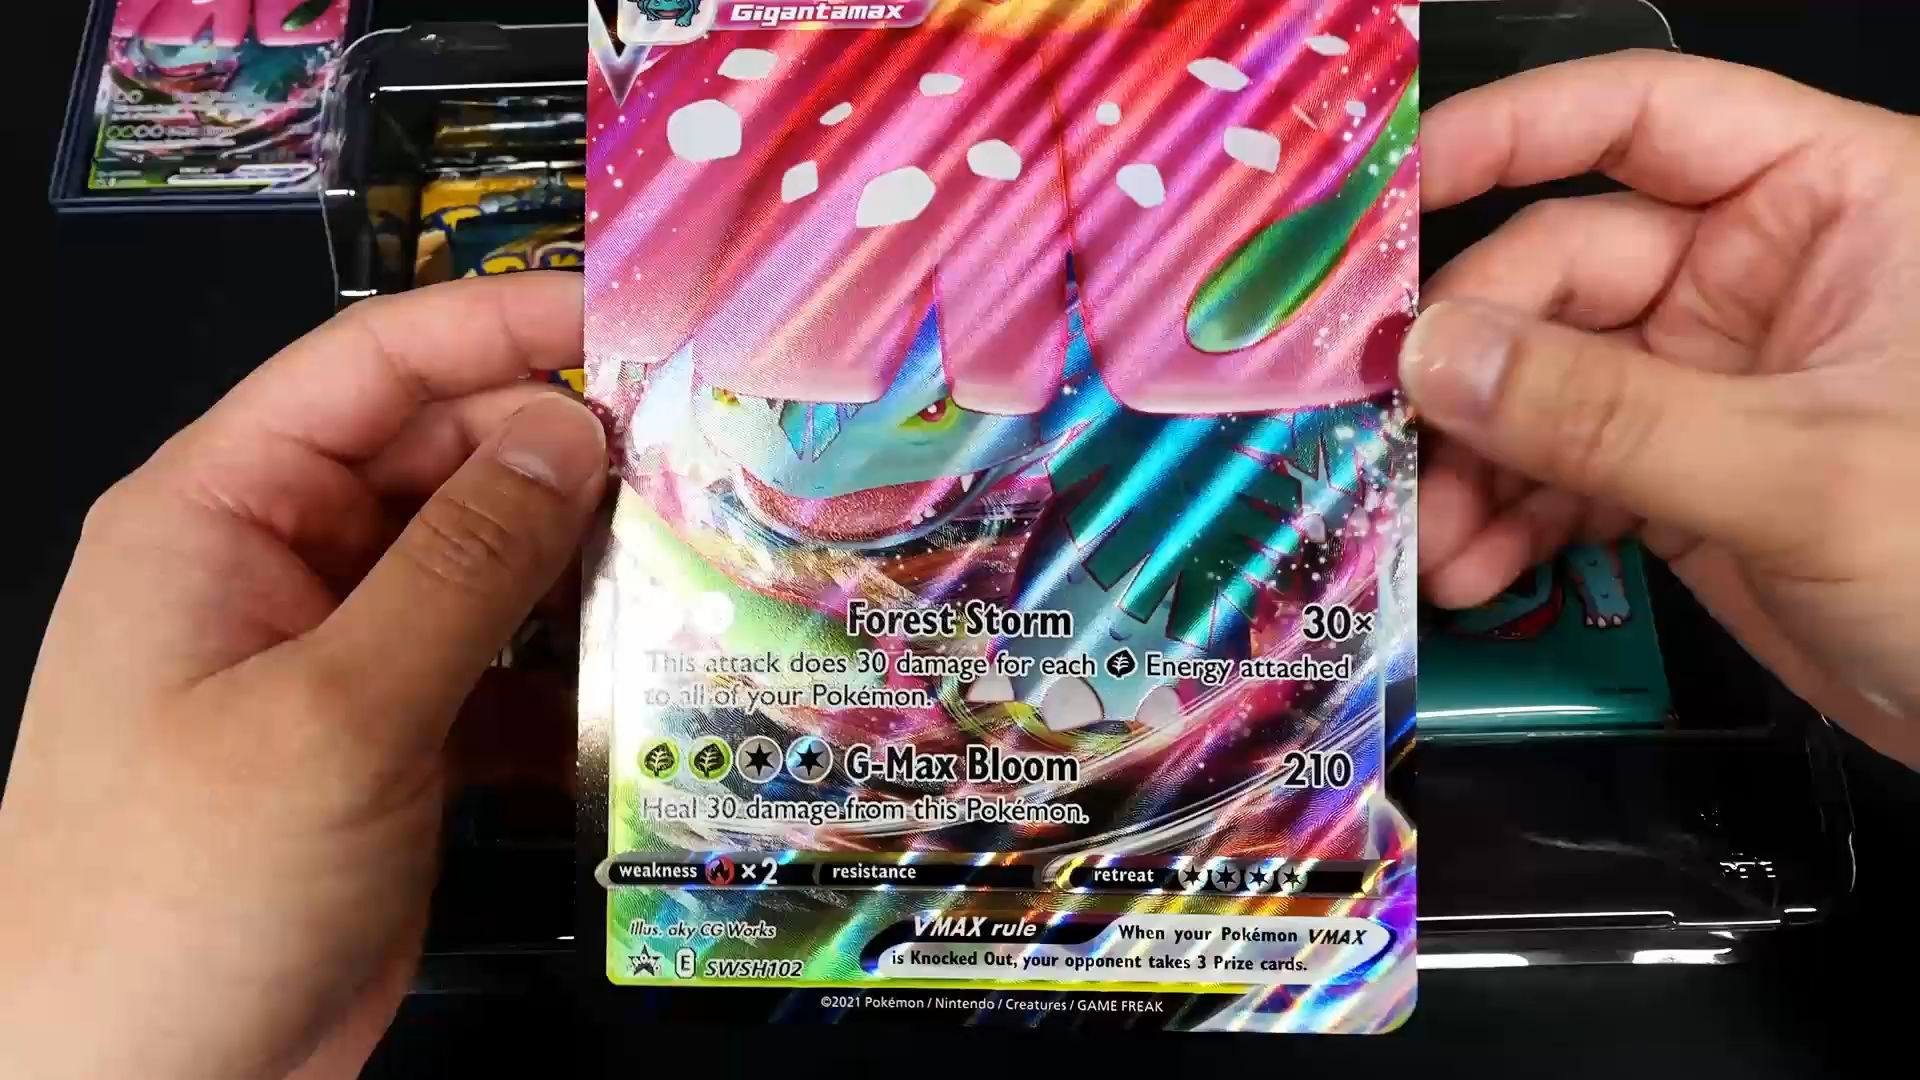 Gigantamax
Forest Storm 30×
This attack does 30 damage for each Energy attached
to all of your Pokémon.
G-Max Bloom 210
Heal 30 damage from this Pokémon.
weakness ×2 resistance retreat
Illus. aky CG Works
VMAX rule When your Pokémon VMAX
is Knocked Out, your opponent takes 3 Prize cards.
E SWSH102
©2021 Pokémon / Nintendo / Creatures / GAME FREAK